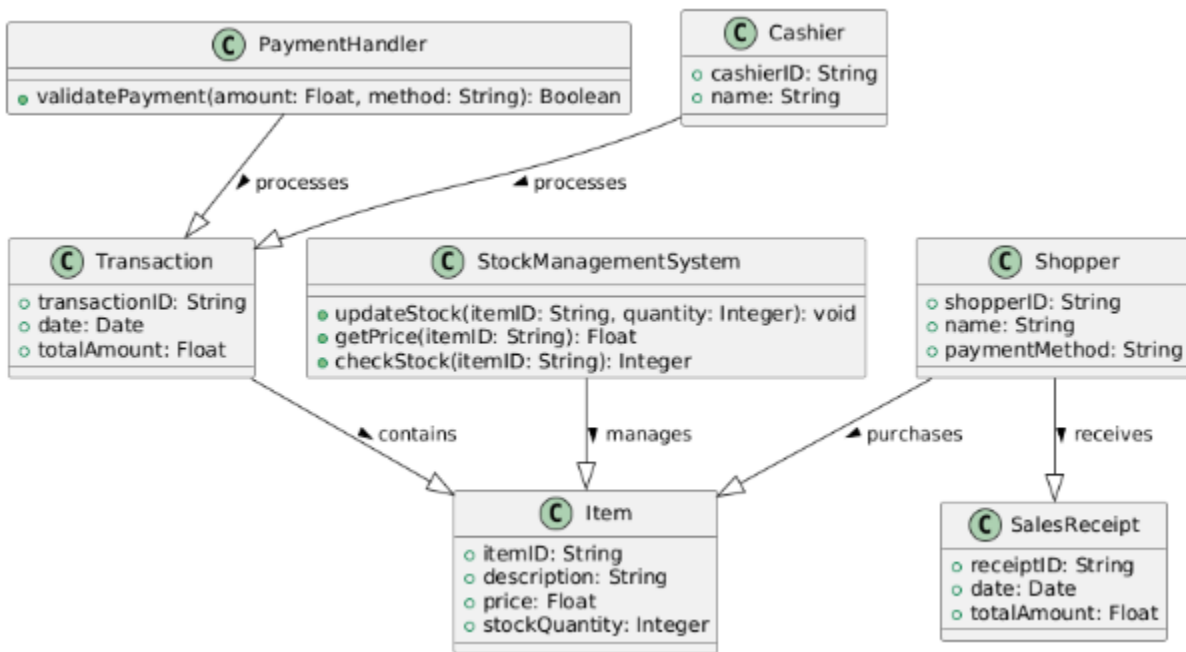 C PaymentHandler
validatePayment(amount: Float, method: String): Boolean
C Cashier
cashierID: String
name: String
processes
processes
C Transaction
transactionID: String
date: Date
totalAmount: Float
C StockManagementSystem
updateStock(itemID: String, quantity: Integer): void
getPrice(itemID: String): Float
checkStock(itemID: String): Integer
C Shopper
shopperID: String
name: String
paymentMethod: String
contains
manages
purchases
receives
C Item
itemID: String
description: String
price: Float
stockQuantity: Integer
C SalesReceipt
receiptID: String
date: Date
totalAmount: Float